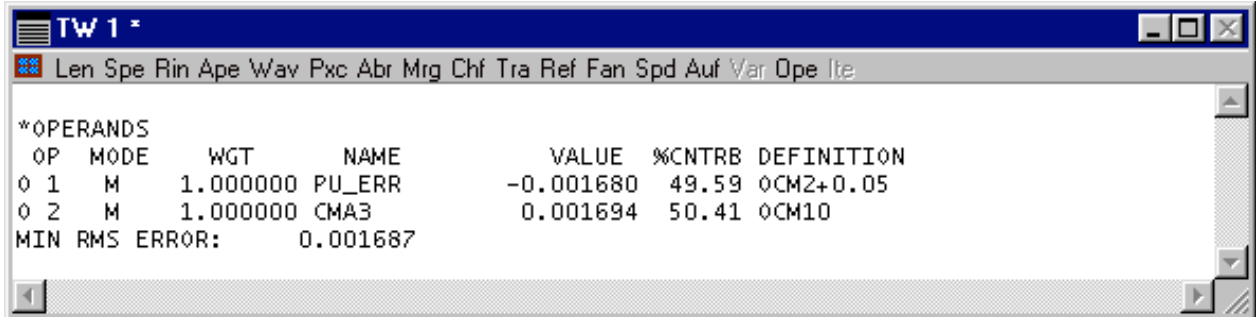 TW 1 *
Len Spe Rin Ape Wav Pxc Abr Mrg Chf Tra Ref Fan Spd Auf Var Ope Ite
*OPERANDS
OP MODE WGT NAME VALUE %CNTRB DEFINITION
O 1 M 1.000000 PU_ERR -0.001680 49.59 OCM2+0.05
O 2 M 1.000000 CMA3 0.001694 50.41 OCM10
MIN RMS ERROR: 0.001687